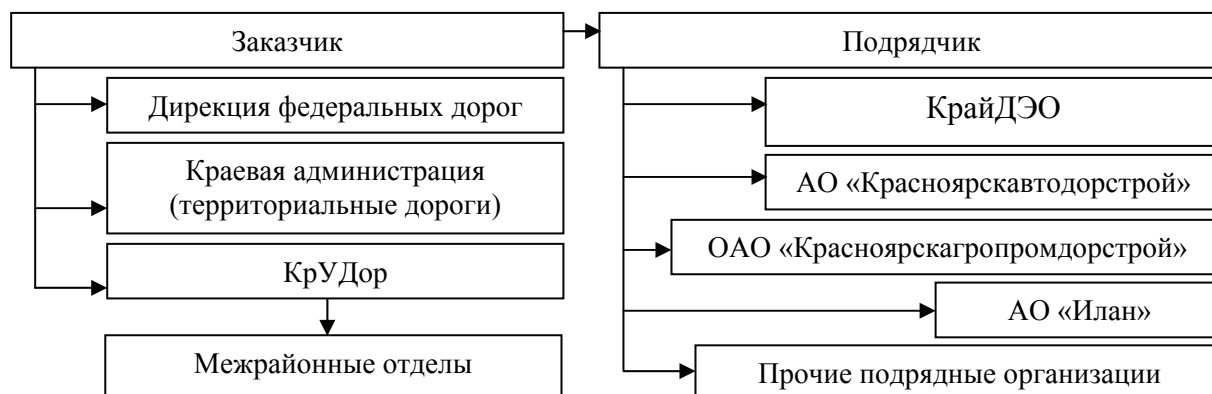 Заказчик
Подрядчик
Дирекция федеральных дорог
Краевая администрация
(территориальные дороги)
КрУДор
Межрайонные отделы
КрайДЭО
АО «Красноярскавтодорстрой»
ОАО «Красноярскагропромдорстрой»
АО «Илан»
Прочие подрядные организации